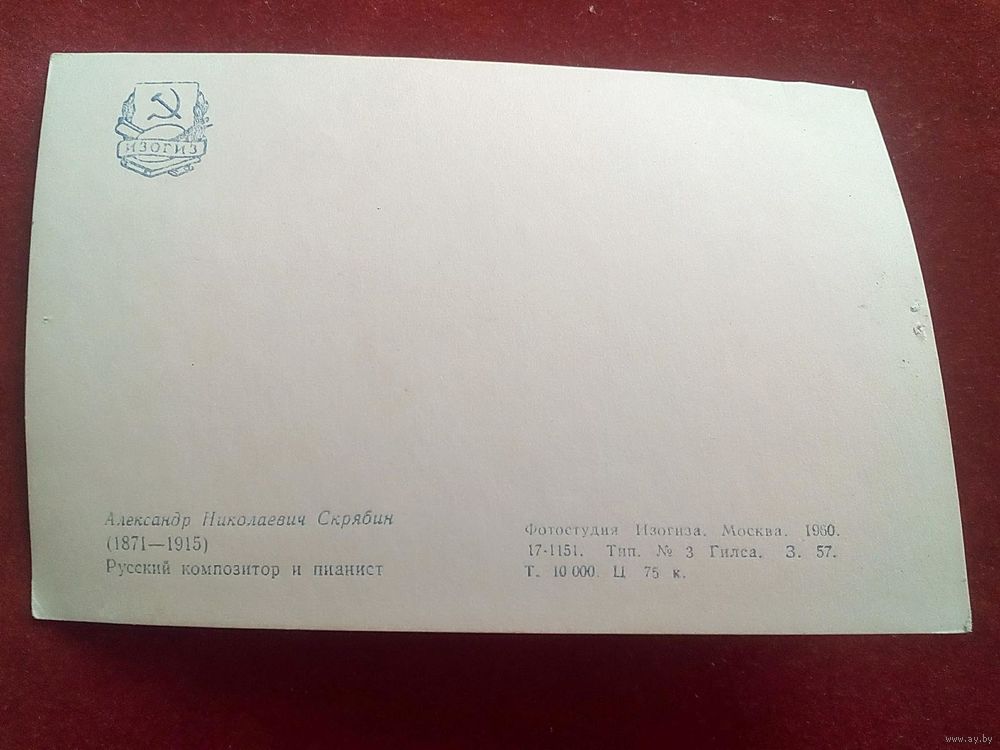 ИЗОГИЗ
Александр Николаевич Скрябин
(1871—1915)
Русский композитор и пианист
Фотостудия Изогиза. Москва. 1960.
17-1151. Тип. № 3 Гилса. З. 57.
Т. 10 000. Ц 75 к.
www.ay.by